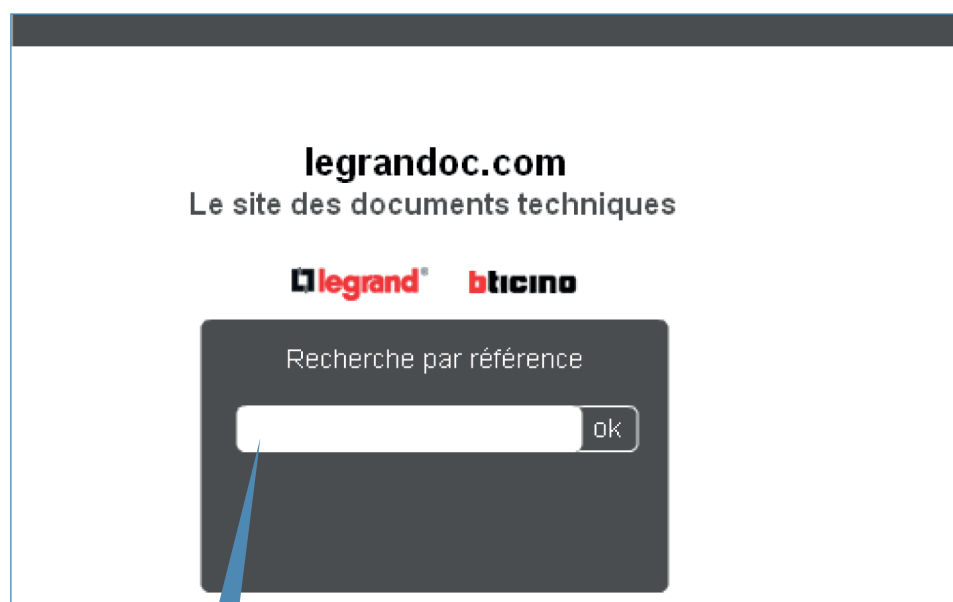 legrandoc.com
Le site des documents techniques
legrand® bticino
Recherche par référence
ok